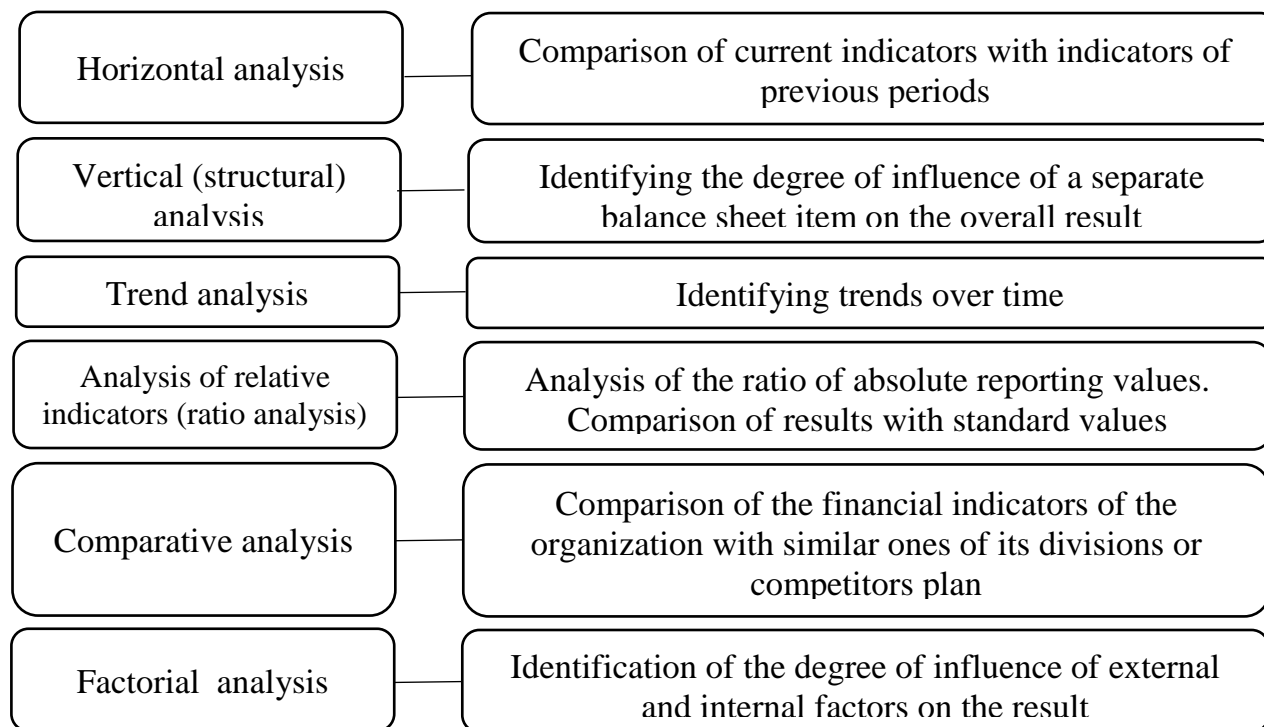 Horizontal analysis
Comparison of current indicators with indicators of
previous periods
Vertical (structural)
analysis
Identifying the degree of influence of a separate
balance sheet item on the overall result
Trend analysis
Identifying trends over time
Analysis of relative
indicators (ratio analysis)
Analysis of the ratio of absolute reporting values.
Comparison of results with standard values
Comparative analysis
Comparison of the financial indicators of the
organization with similar ones of its divisions or
competitors plan
Factorial analysis
Identification of the degree of influence of external
and internal factors on the result